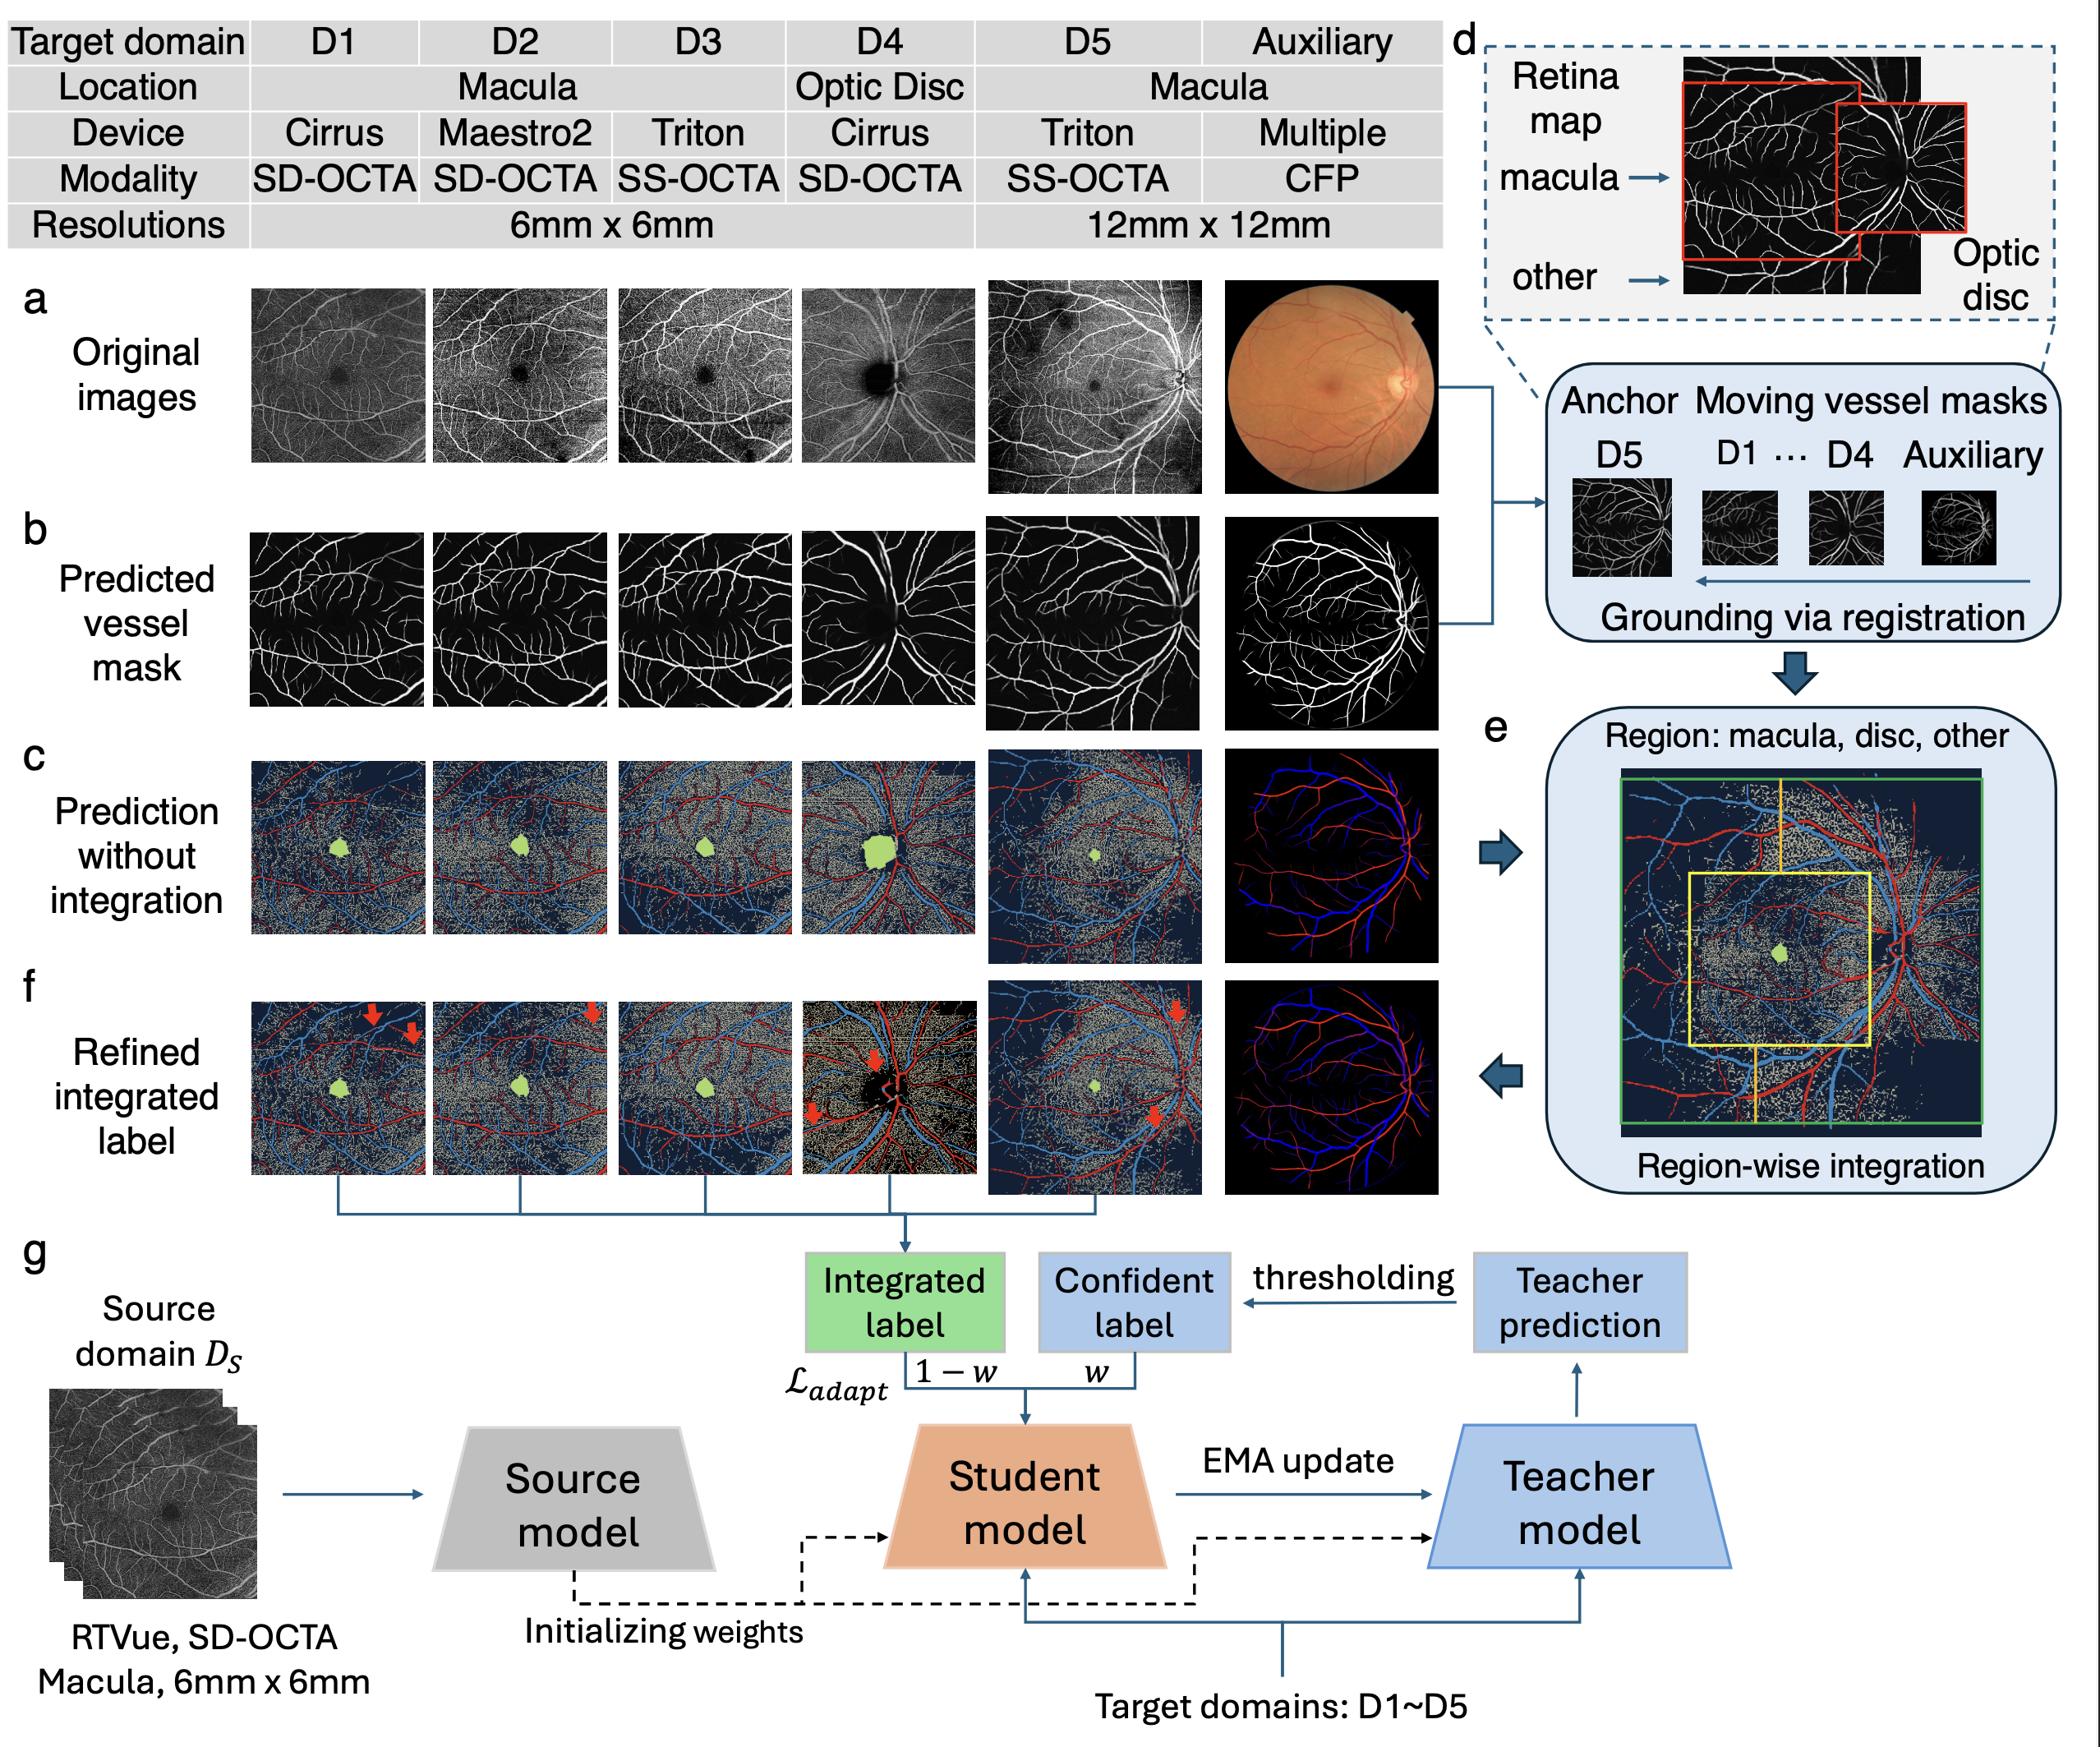 Target domain D1 D2 D3 D4 D5 Auxiliary
Location Macula Optic Disc Macula
Device Cirrus Maestro2 Triton Cirrus Triton Multiple
Modality SD-OCTA SD-OCTA SS-OCTA SD-OCTA SS-OCTA CFP
Resolutions 6mm x 6mm 12mm x 12mm
a
Original
images
b
Predicted
vessel
mask
c
Prediction
without
integration
d
Retina
map
macula
other
Optic
disc
Anchor Moving vessel masks
D5 D1 ··· D4 Auxiliary
Grounding via registration
e
Region: macula, disc, other
Region-wise integration
f
Refined
integrated
label
g
Source
domain D_S
RTVue, SD-OCTA
Macula, 6mm x 6mm
Source
model
Initializing weights
Integrated
label
Confident
label
thresholding
Teacher
prediction
ℒ_adapt 1 − w w
Student
model
EMA update
Teacher
model
Target domains: D1~D5